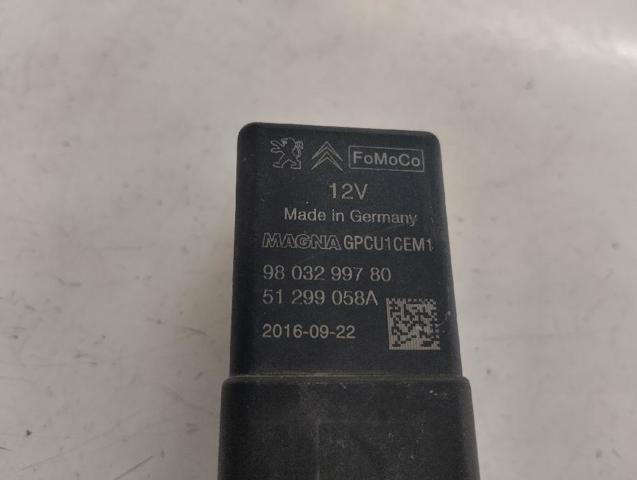 FoMoCo
12V
Made in Germany
MAGNA GPCU1CEM1
98 032 997 80
51 299 058A
2016-09-22